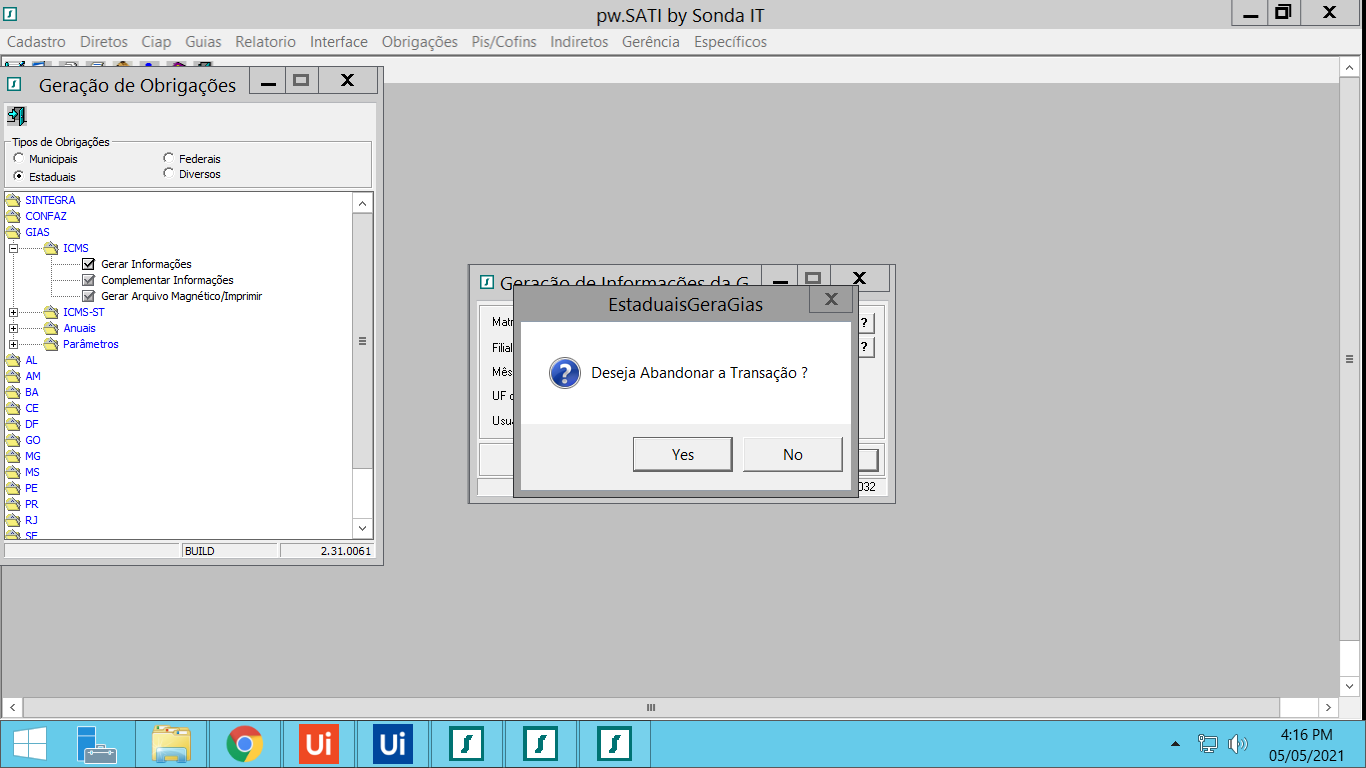 pw.SATI by Sonda IT
Cadastro Diretos Ciap Guias Relatorio Interface Obrigações Pis/Cofins Indiretos Gerência Específicos
Geração de Obrigações
Tipos de Obrigações
Municipais Federais
Estaduais Diversos
SINTEGRA
CONFAZ
GIAS
ICMS
Gerar Informações
Complementar Informações
Gerar Arquivo Magnético/Imprimir
ICMS-ST
Anuais
Parâmetros
AL
AM
BA
CE
DF
GO
MG
MS
PE
PR
RJ
SE
BUILD 2.31.0061
Geração de Informações da G
Matr
Filial
Mês
UF
Usua
?
?
032
EstaduaisGeraGias
Deseja Abandonar a Transação ?
Yes No
Ui Ui
4:16 PM
05/05/2021